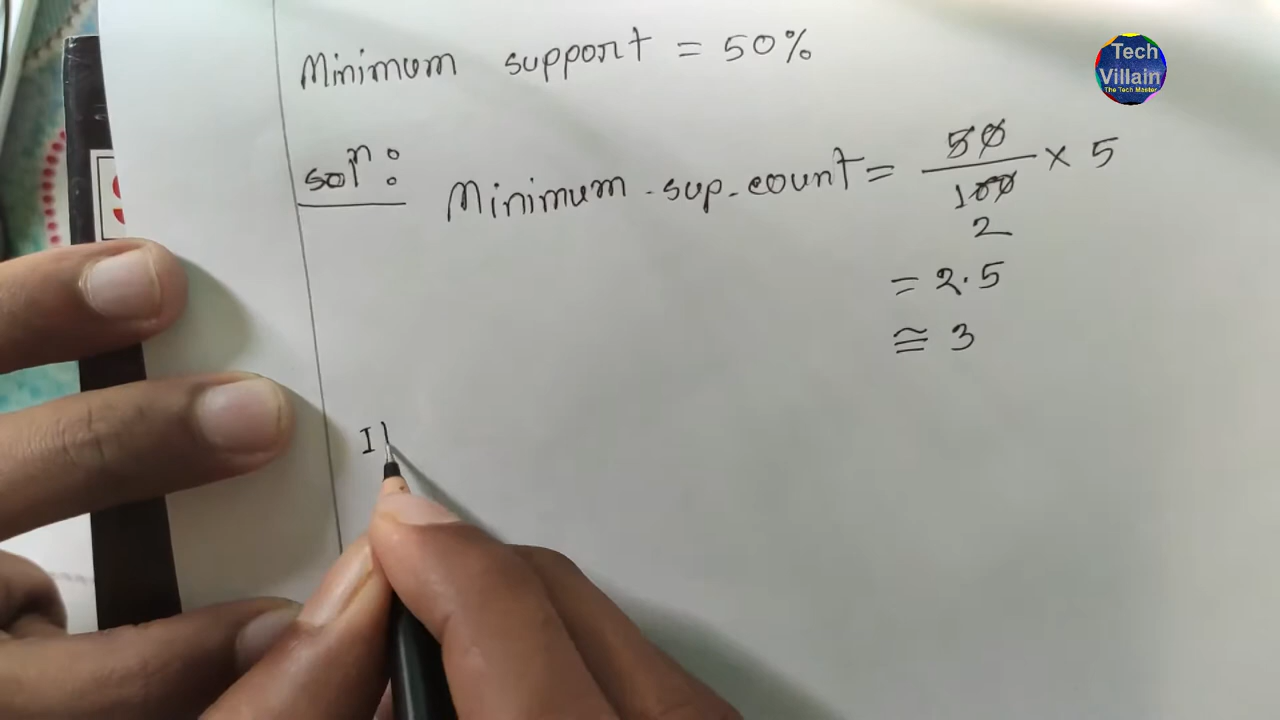 Minimum support = 50%
Tech
Villain
The Tech Master
solⁿ: Minimum-sup-count = 50/100 × 5
2
= 2.5
≅ 3
I